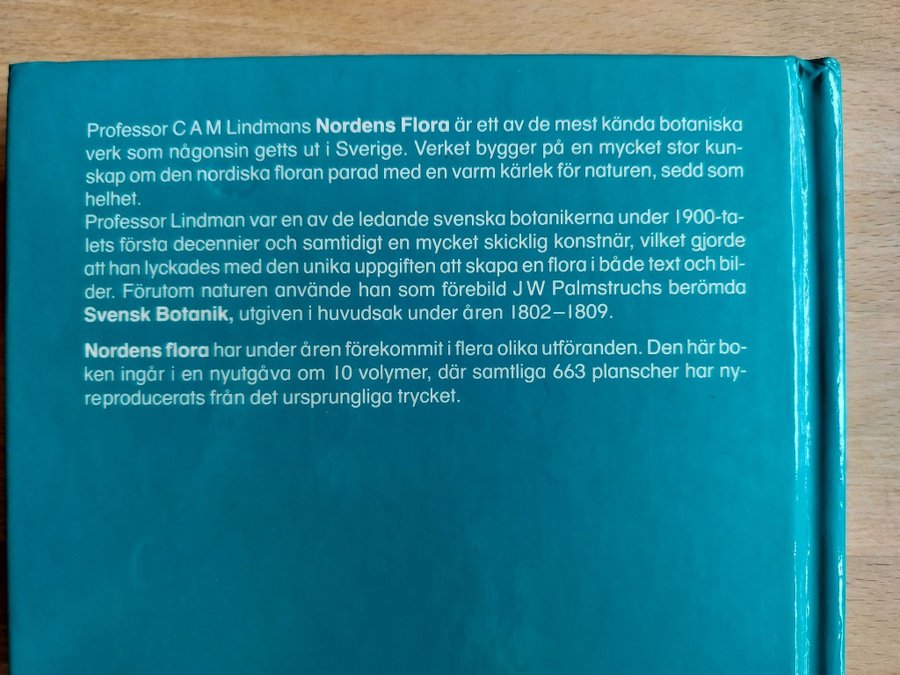 Professor C A M Lindmans Nordens Flora är ett av de mest kända botaniska
verk som någonsin getts ut i Sverige. Verket bygger på en mycket stor kun-
skap om den nordiska floran parad med en varm kärlek för naturen, sedd som
helhet.
Professor Lindman var en av de ledande svenska botanikerna under 1900-ta-
lets första decennier och samtidigt en mycket skicklig konstnär, vilket gjorde
att han lyckades med den unika uppgiften att skapa en flora i både text och bil-
der. Förutom naturen använde han som förebild J W Palmstruchs berömda
Svensk Botanik, utgiven i huvudsak under åren 1802–1809.
Nordens flora har under åren förekommit i flera olika utföranden. Den här bo-
ken ingår i en nyutgåva om 10 volymer, där samtliga 663 planscher har ny-
reproducerats från det ursprungliga trycket.